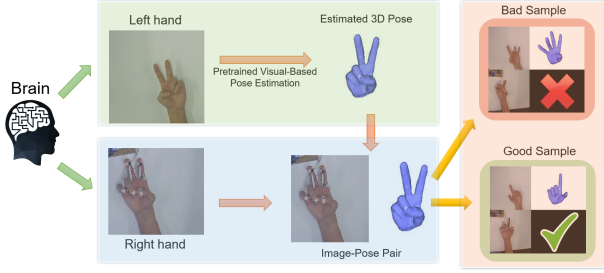 Brain
Left hand
Pretrained Visual-Based
Pose Estimation
Estimated 3D Pose
Right hand
Image-Pose Pair
Bad Sample
Good Sample